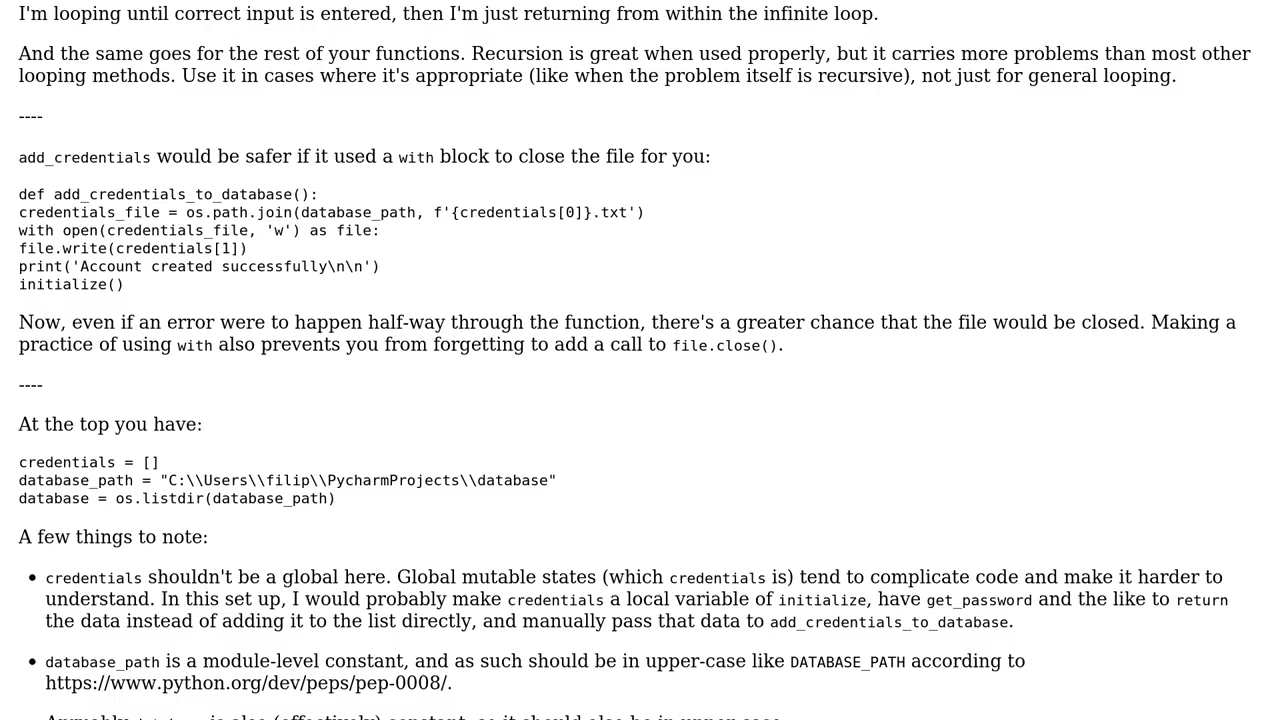 I'm looping until correct input is entered, then I'm just returning from within the infinite loop.
And the same goes for the rest of your functions. Recursion is great when used properly, but it carries more problems than most other
looping methods. Use it in cases where it's appropriate (like when the problem itself is recursive), not just for general looping.
----
add_credentials would be safer if it used a with block to close the file for you:
def add_credentials_to_database():
credentials_file = os.path.join(database_path, f'{credentials[0]}.txt')
with open(credentials_file, 'w') as file:
file.write(credentials[1])
print('Account created successfully\n\n')
initialize()
Now, even if an error were to happen half-way through the function, there's a greater chance that the file would be closed. Making a
practice of using with also prevents you from forgetting to add a call to file.close().
----
At the top you have:
credentials = []
database_path = "C:\\Users\\filip\\PycharmProjects\\database"
database = os.listdir(database_path)
A few things to note:
• credentials shouldn't be a global here. Global mutable states (which credentials is) tend to complicate code and make it harder to
understand. In this set up, I would probably make credentials a local variable of initialize, have get_password and the like to return
the data instead of adding it to the list directly, and manually pass that data to add_credentials_to_database.
• database_path is a module-level constant, and as such should be in upper-case like DATABASE_PATH according to
https://www.python.org/dev/peps/pep-0008/.